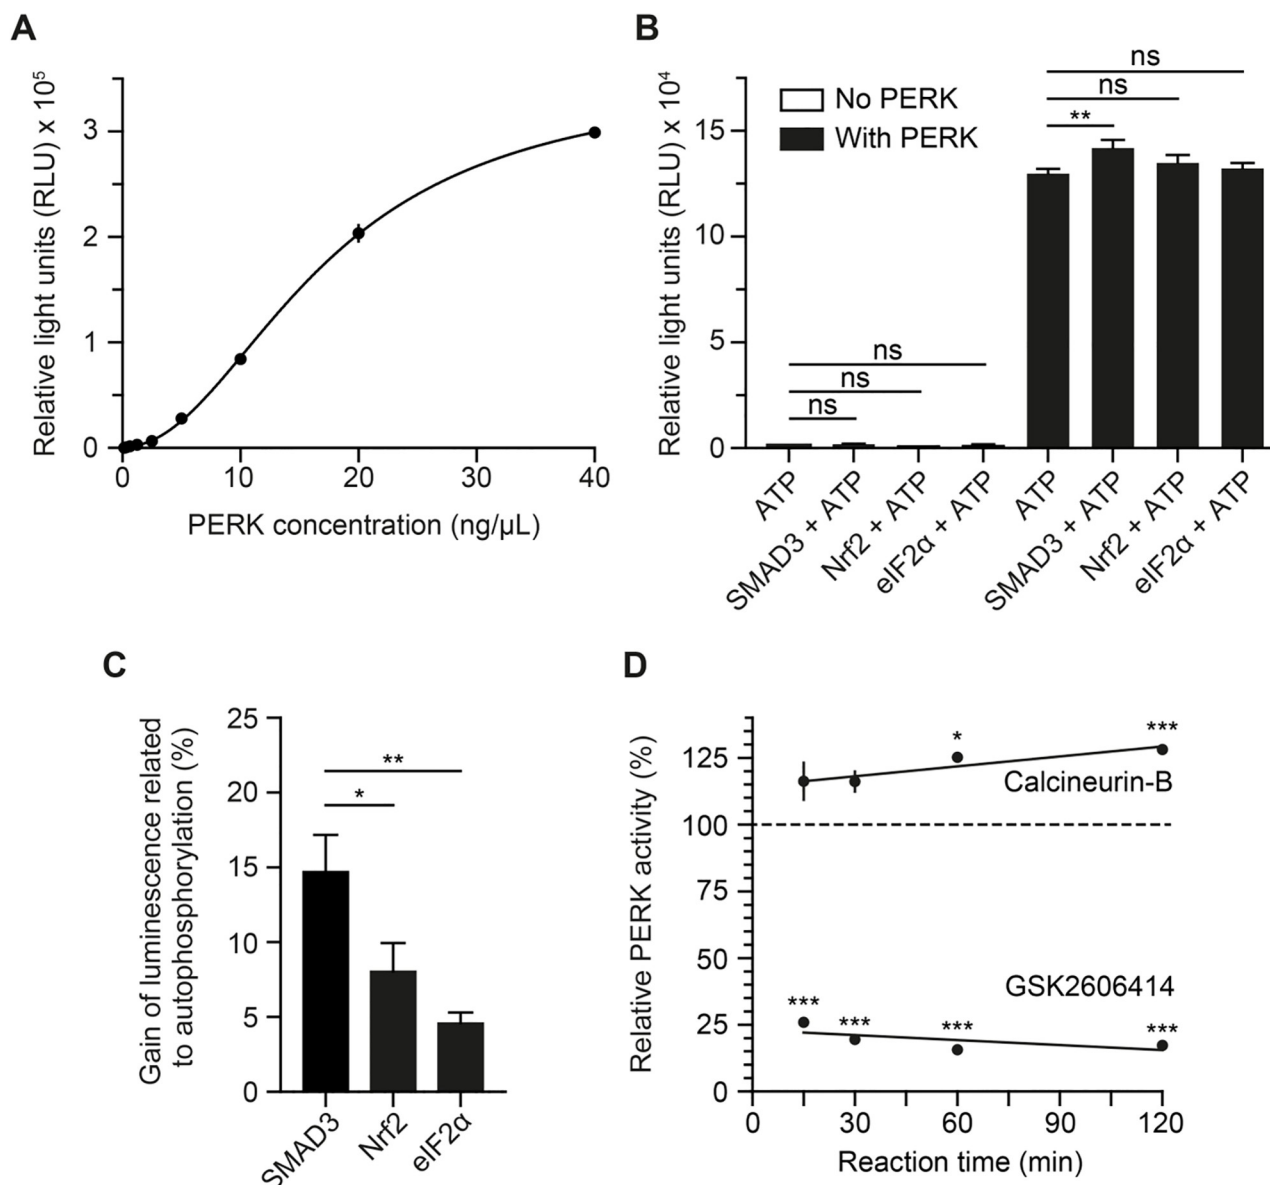 A
Relative light units (RLU) x 10⁵
3
2
1
0
0
10
20
30
40
PERK concentration (ng/µL)
B
Relative light units (RLU) x 10⁴
15
10
5
0
No PERK
With PERK
ns
ns
**
ns
ns
ns
ATP
SMAD3 + ATP
Nrf2 + ATP
eIF2α + ATP
ATP
SMAD3 + ATP
Nrf2 + ATP
eIF2α + ATP
C
Gain of luminescence related
to autophosphorylation (%)
25
20
15
10
5
0
**
*
SMAD3
Nrf2
eIF2α
D
Relative PERK activity (%)
125
100
75
50
25
0
*
***
Calcineurin-B
GSK2606414
***
***
***
***
0
30
60
90
120
Reaction time (min)